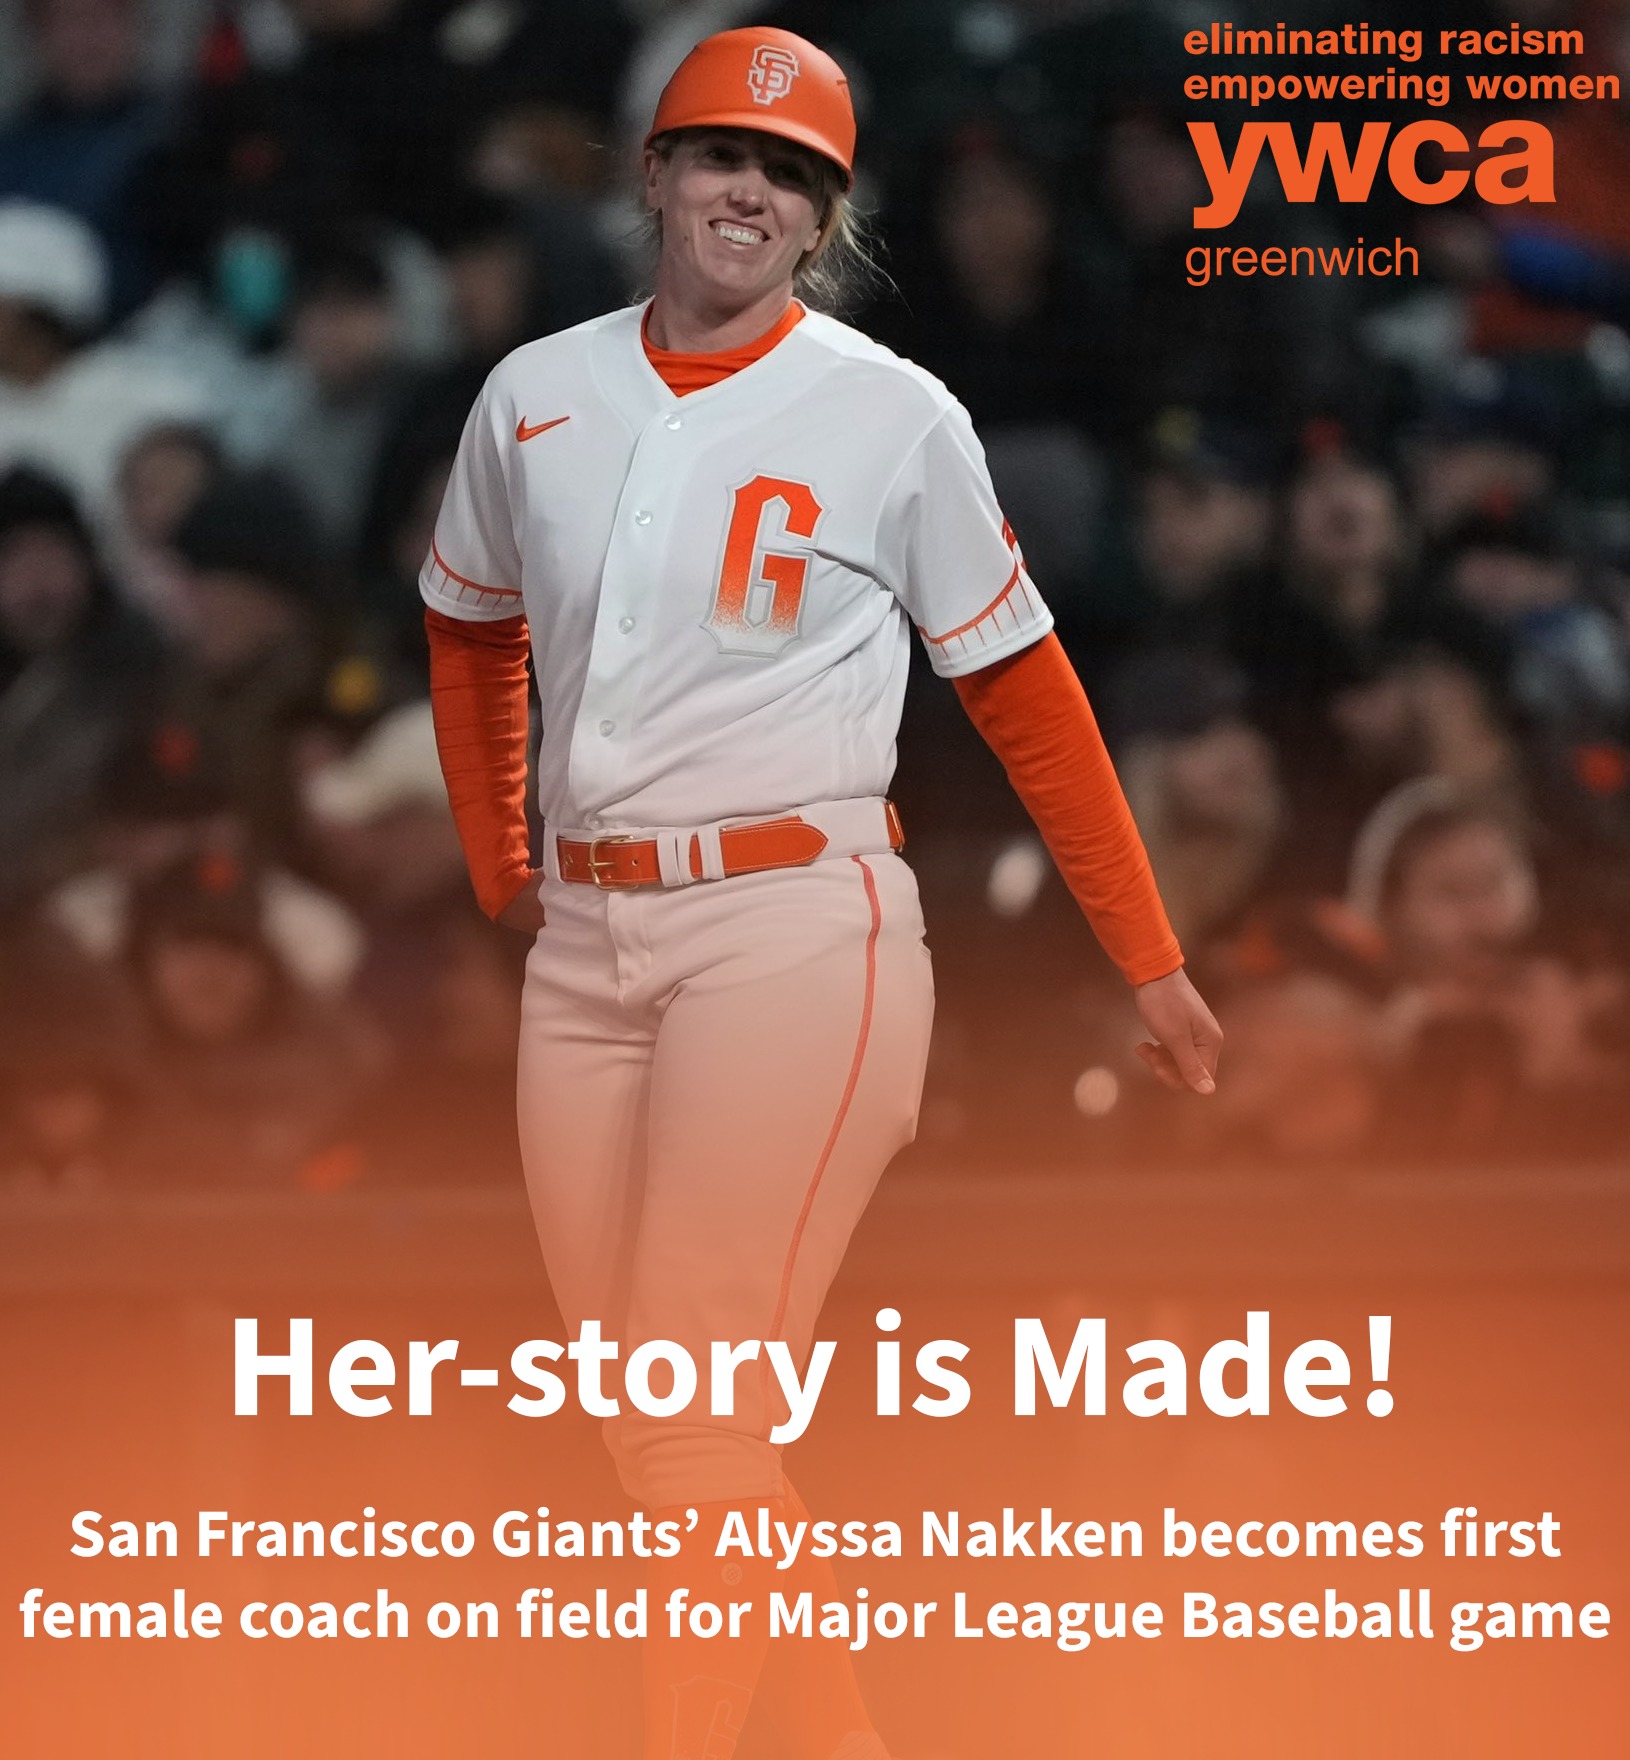 eliminating racism
empowering women
ywca
greenwich
SF
G
Her-story is Made!
San Francisco Giants’ Alyssa Nakken becomes first
female coach on field for Major League Baseball game
G